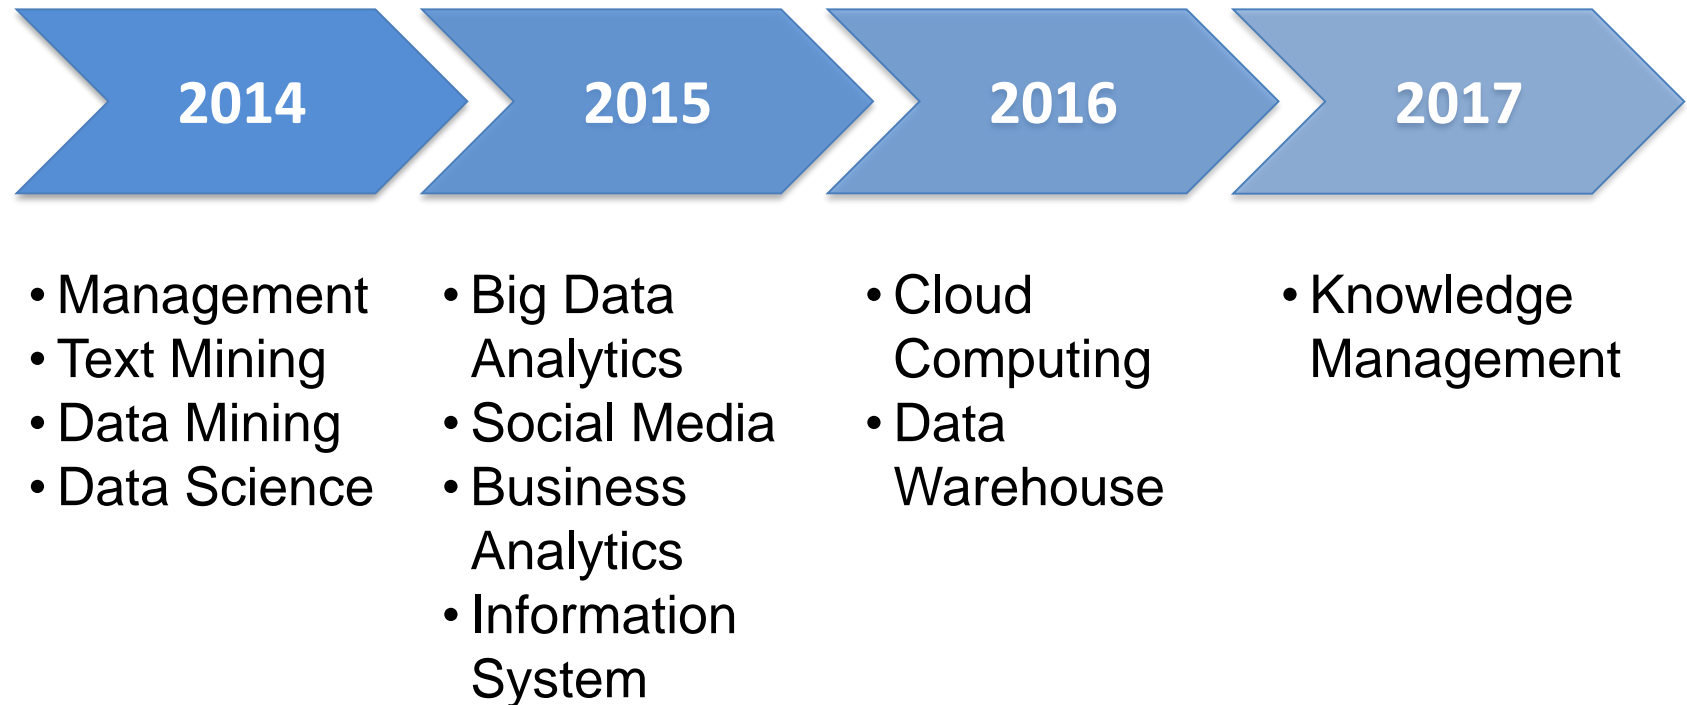 2014
2015
2016
2017
• Management
• Text Mining
• Data Mining
• Data Science
• Big Data
Analytics
• Social Media
• Business
Analytics
• Information
System
• Cloud
Computing
• Data
Warehouse
• Knowledge
Management